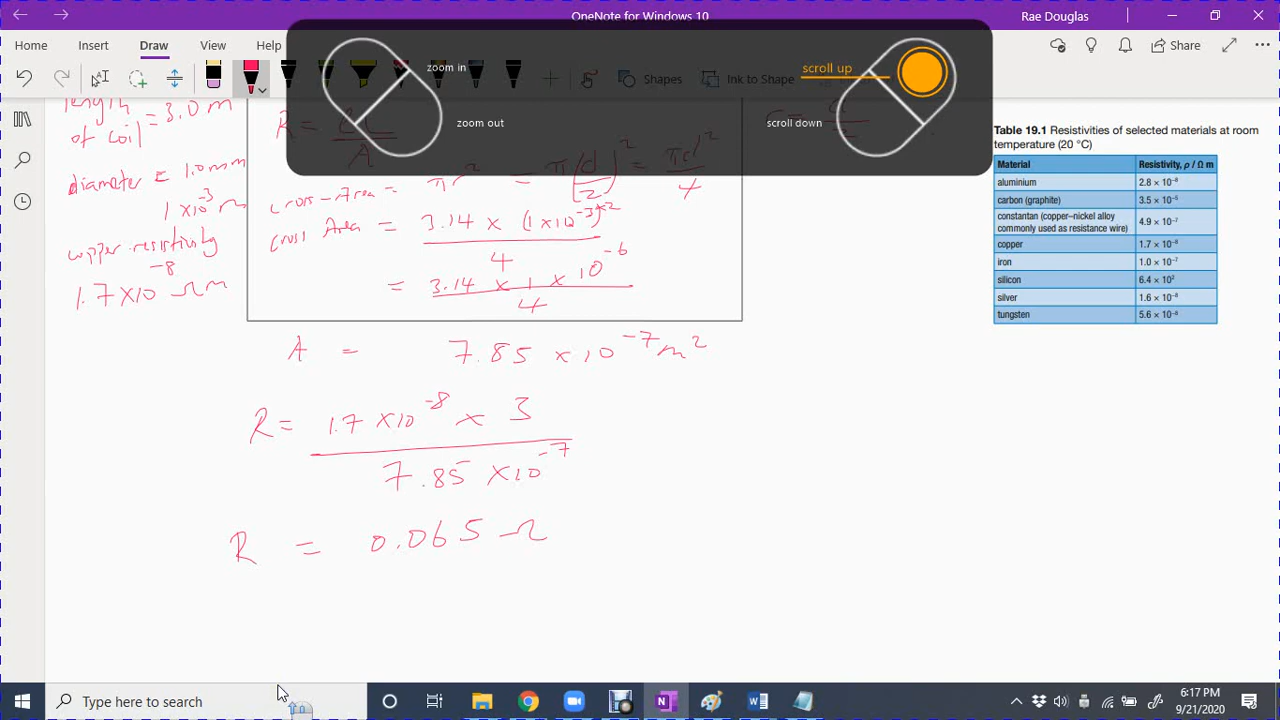 OneNote for Windows 10
Rae Douglas
Home Insert Draw View Help
Share
zoom in
zoom out
scroll up
scroll down
Shapes
Ink to Shape
length = 3.0 m
of coil
diameter = 1.0mm
1 x 10^-3 m
copper resistivity
1.7 x 10^-8 Ω m
R =
A
cross-Area = πr² = π(d/2)² = πd²/4
cross Area = 3.14 x (1x10^-3)^x2
4
= 3.14 x 1 x 10^-6
4
A = 7.85 x 10^-7 m²
R = 1.7 x 10^-8 x 3
7.85 x 10^-7
R = 0.065 Ω
Table 19.1 Resistivities of selected materials at room
temperature (20 °C)
Material Resistivity, ρ / Ω m
aluminium 2.8 × 10⁻⁸
carbon (graphite) 3.5 × 10⁻⁵
constantan (copper–nickel alloy
commonly used as resistance wire) 4.9 × 10⁻⁷
copper 1.7 × 10⁻⁸
iron 1.0 × 10⁻⁷
silicon 6.4 × 10²
silver 1.6 × 10⁻⁸
tungsten 5.6 × 10⁻⁸
Type here to search
6:17 PM
9/21/2020